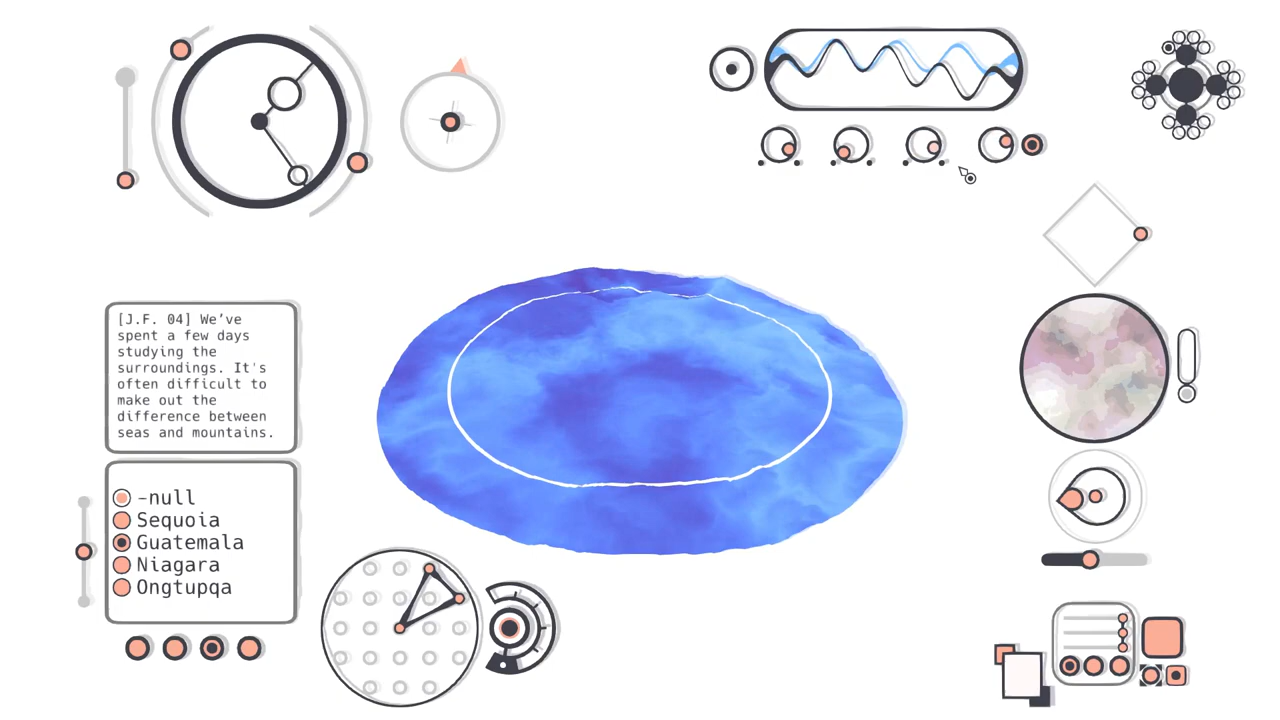 [J.F. 04] We’ve
spent a few days
studying the
surroundings. It's
often difficult to
make out the
difference between
seas and mountains.
-null
Sequoia
Guatemala
Niagara
Ongtupqa